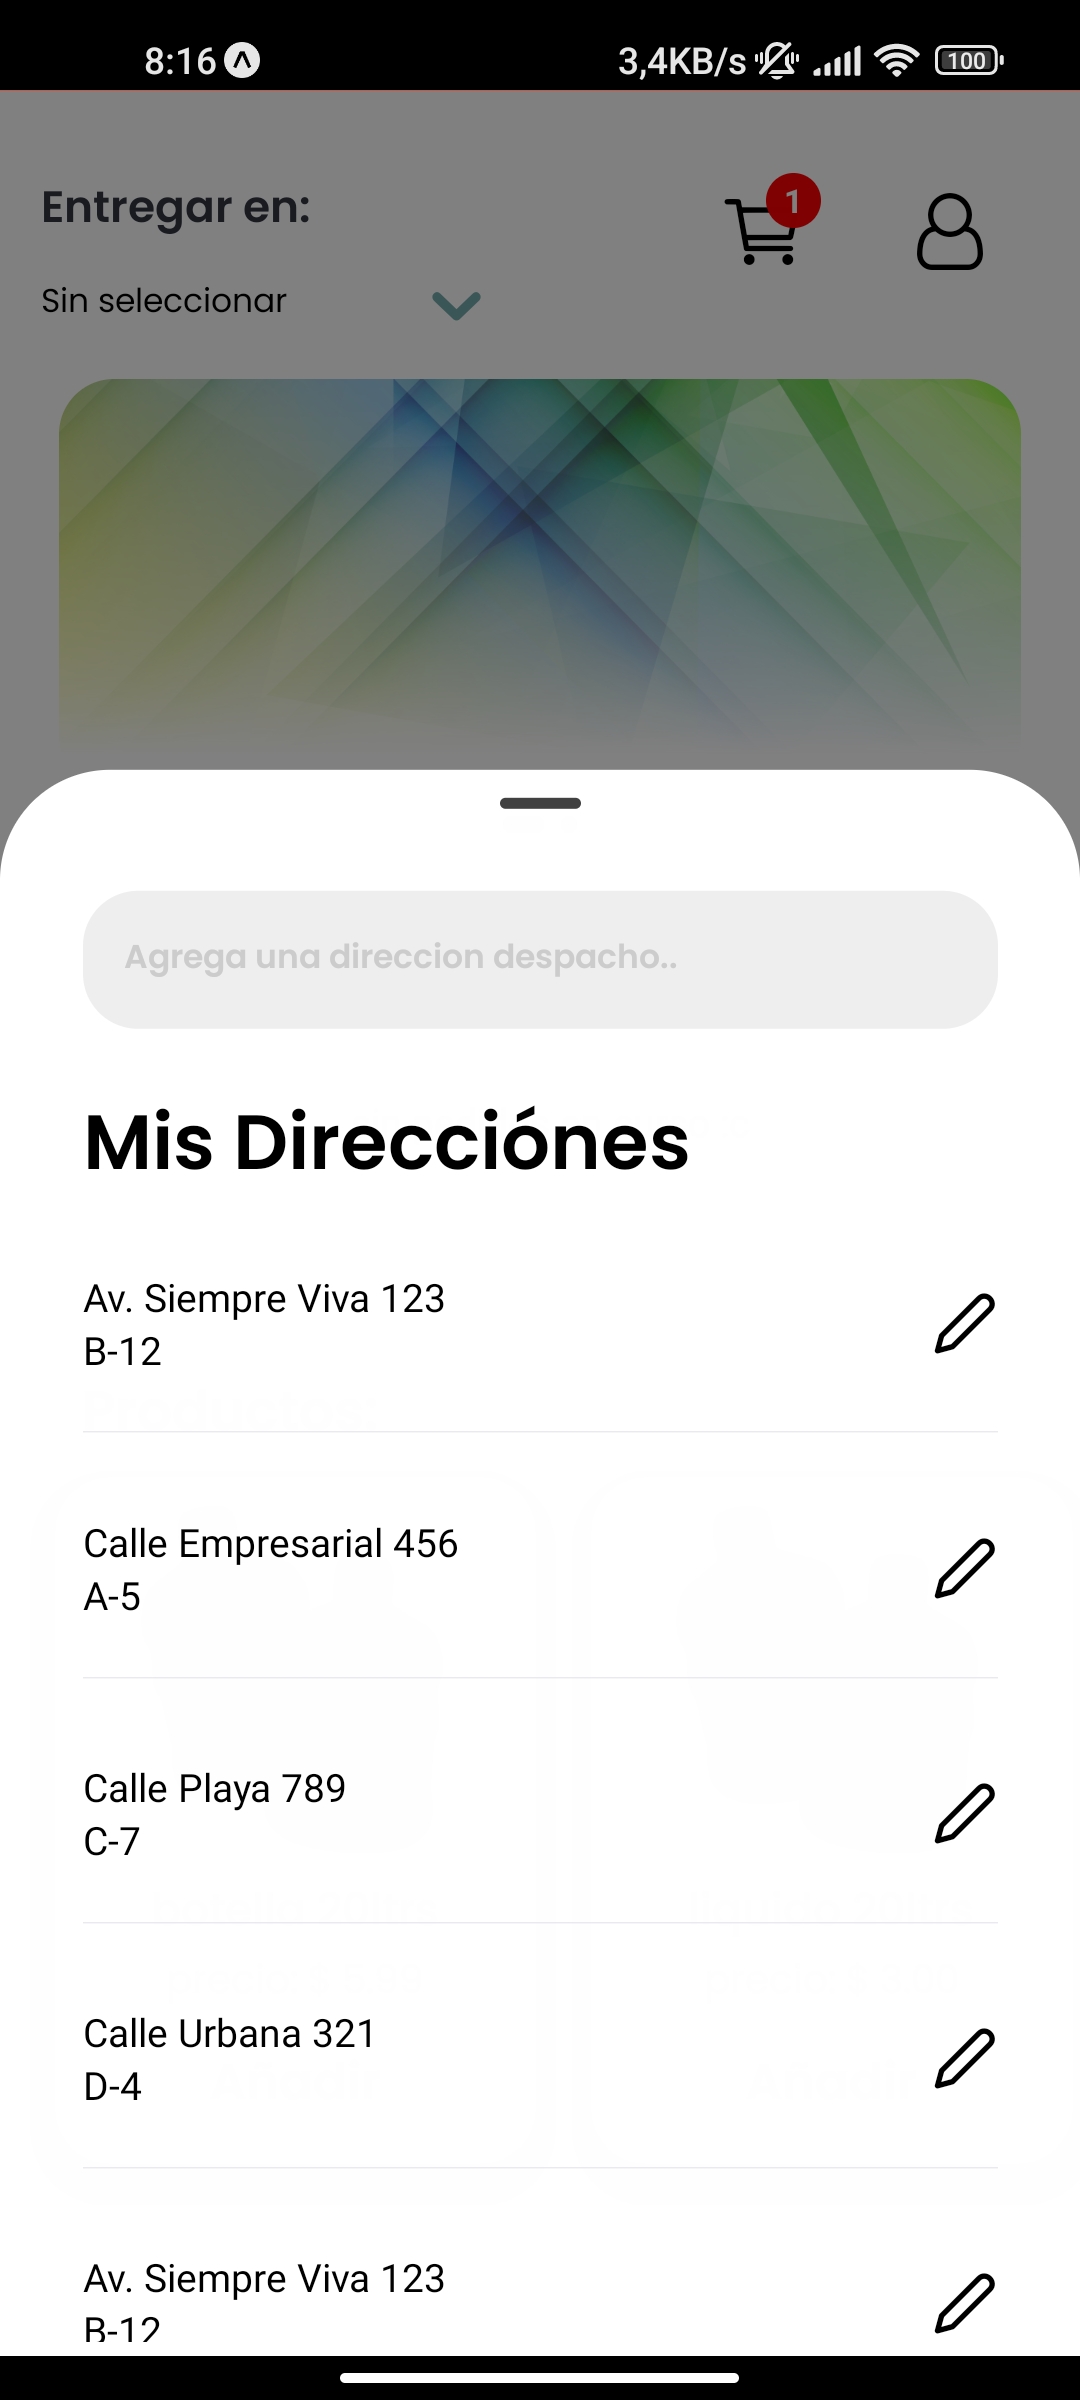 8:16
3,4KB/s
100
Entregar en:
1
Sin seleccionar
Agrega una direccion despacho..
Mis Direcciónes
Av. Siempre Viva 123
B-12
Calle Empresarial 456
A-5
Calle Playa 789
C-7
Calle Urbana 321
D-4
Av. Siempre Viva 123
B-12